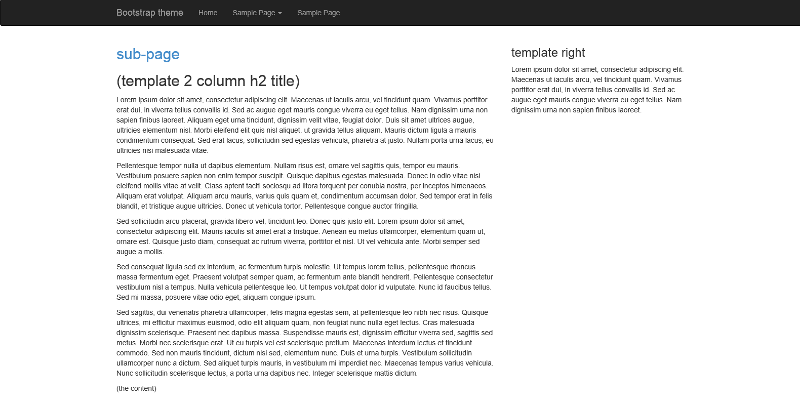 Bootstrap theme Home Sample Page Sample Page
sub-page
(template 2 column h2 title)
Lorem ipsum dolor sit amet, consectetur adipiscing elit. Maecenas ut iaculis arcu, vel tincidunt quam. Vivamus porttitor
erat dui, in viverra tellus convallis id. Sed ac augue eget mauris congue viverra eu eget tellus. Nam dignissim urna non
sapien finibus laoreet. Aliquam eget urna tincidunt, dignissim velit vitae, feugiat dolor. Duis sit amet ultrices augue,
ultricies elementum nisl. Morbi eleifend elit quis nisl aliquet, ut gravida tellus aliquam. Mauris dictum ligula a mauris
condimentum consequat. Sed erat lacus, sollicitudin sed egestas vehicula, pharetra at justo. Nullam porta urna lacus, eu
ultricies nisi malesuada vitae.
Pellentesque tempor nulla ut dapibus elementum. Nullam risus est, ornare vel sagittis quis, tempor eu mauris.
Vestibulum posuere sapien non enim tempor suscipit. Quisque dapibus egestas malesuada. Donec in odio vitae nisl
eleifend mollis vitae at velit. Class aptent taciti sociosqu ad litora torquent per conubia nostra, per inceptos himenaeos.
Aliquam erat volutpat. Aliquam arcu mauris, varius quis quam et, condimentum accumsan dolor. Sed tempor erat in felis
blandit, et tristique augue ultricies. Donec ut vehicula tortor. Pellentesque congue auctor fringilla.
Sed sollicitudin arcu placerat, gravida libero vel, tincidunt leo. Donec quis justo elit. Lorem ipsum dolor sit amet,
consectetur adipiscing elit. Mauris iaculis sit amet erat a tristique. Aenean eu metus ullamcorper, elementum quam ut,
ornare est. Quisque justo diam, consequat ac rutrum viverra, porttitor et nisl. Ut vel vehicula ante. Morbi semper sed
augue a mollis.
Sed consequat ligula sed ex interdum, ac fermentum turpis molestie. Ut tempus lorem tellus, pellentesque rhoncus
massa fermentum eget. Praesent volutpat semper quam, ac fermentum ante blandit hendrerit. Pellentesque consectetur
vestibulum nisl a tempus. Nulla vehicula pellentesque leo. Ut tempus volutpat dolor id vulputate. Nunc id faucibus tellus.
Sed mi massa, posuere vitae odio eget, aliquam congue ipsum.
Sed sagittis, dui venenatis pharetra ullamcorper, felis magna egestas sem, at pellentesque leo nibh nec risus. Quisque
ultrices, mi efficitur maximus euismod, odio elit aliquam quam, non feugiat nunc nulla eget lectus. Cras malesuada
dignissim scelerisque. Praesent nec dapibus massa. Suspendisse mauris est, dignissim efficitur viverra sed, sagittis sed
metus. Morbi nec scelerisque erat. Ut eu turpis vel est scelerisque pretium. Maecenas interdum lectus et tincidunt
commodo. Sed non mauris tincidunt, dictum nisi sed, elementum nunc. Duis et urna turpis. Vestibulum sollicitudin
ullamcorper nunc a dictum. Sed aliquet turpis mauris, in vestibulum mi imperdiet nec. Maecenas tempus varius vehicula.
Nunc sollicitudin scelerisque lectus, a porta urna dapibus nec. Integer scelerisque mattis dictum.
(the content)
template right
Lorem ipsum dolor sit amet, consectetur adipiscing elit.
Maecenas ut iaculis arcu, vel tincidunt quam. Vivamus
porttitor erat dui, in viverra tellus convallis id. Sed ac
augue eget mauris congue viverra eu eget tellus. Nam
dignissim urna non sapien finibus laoreet.